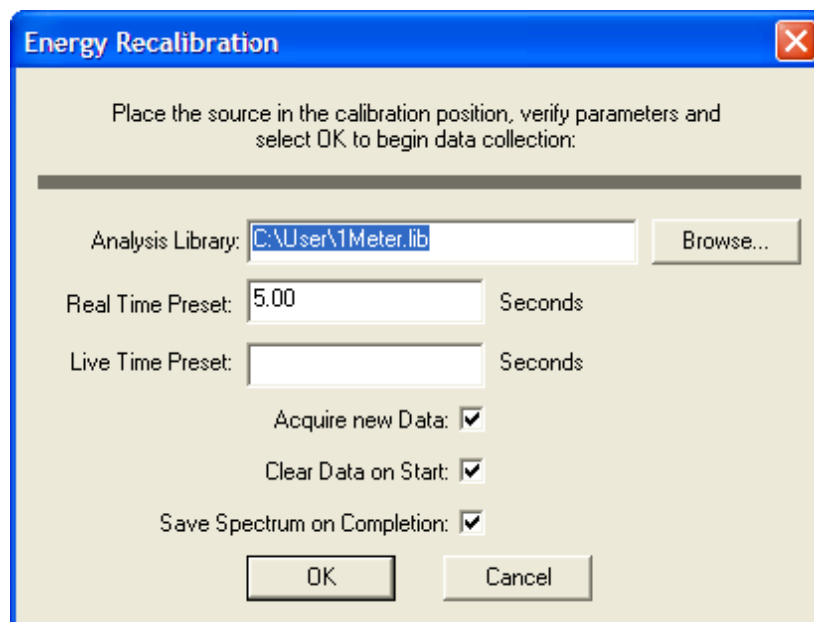 Energy Recalibration
Place the source in the calibration position, verify parameters and
select OK to begin data collection:
Analysis Library: C:\User\1Meter.lib Browse...
Real Time Preset: 5.00 Seconds
Live Time Preset: Seconds
Acquire new Data:
Clear Data on Start:
Save Spectrum on Completion:
OK Cancel